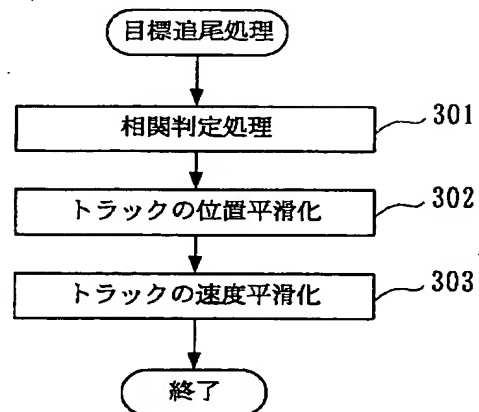 目標追尾処理
相関判定処理
301
トラックの位置平滑化
302
トラックの速度平滑化
303
終了